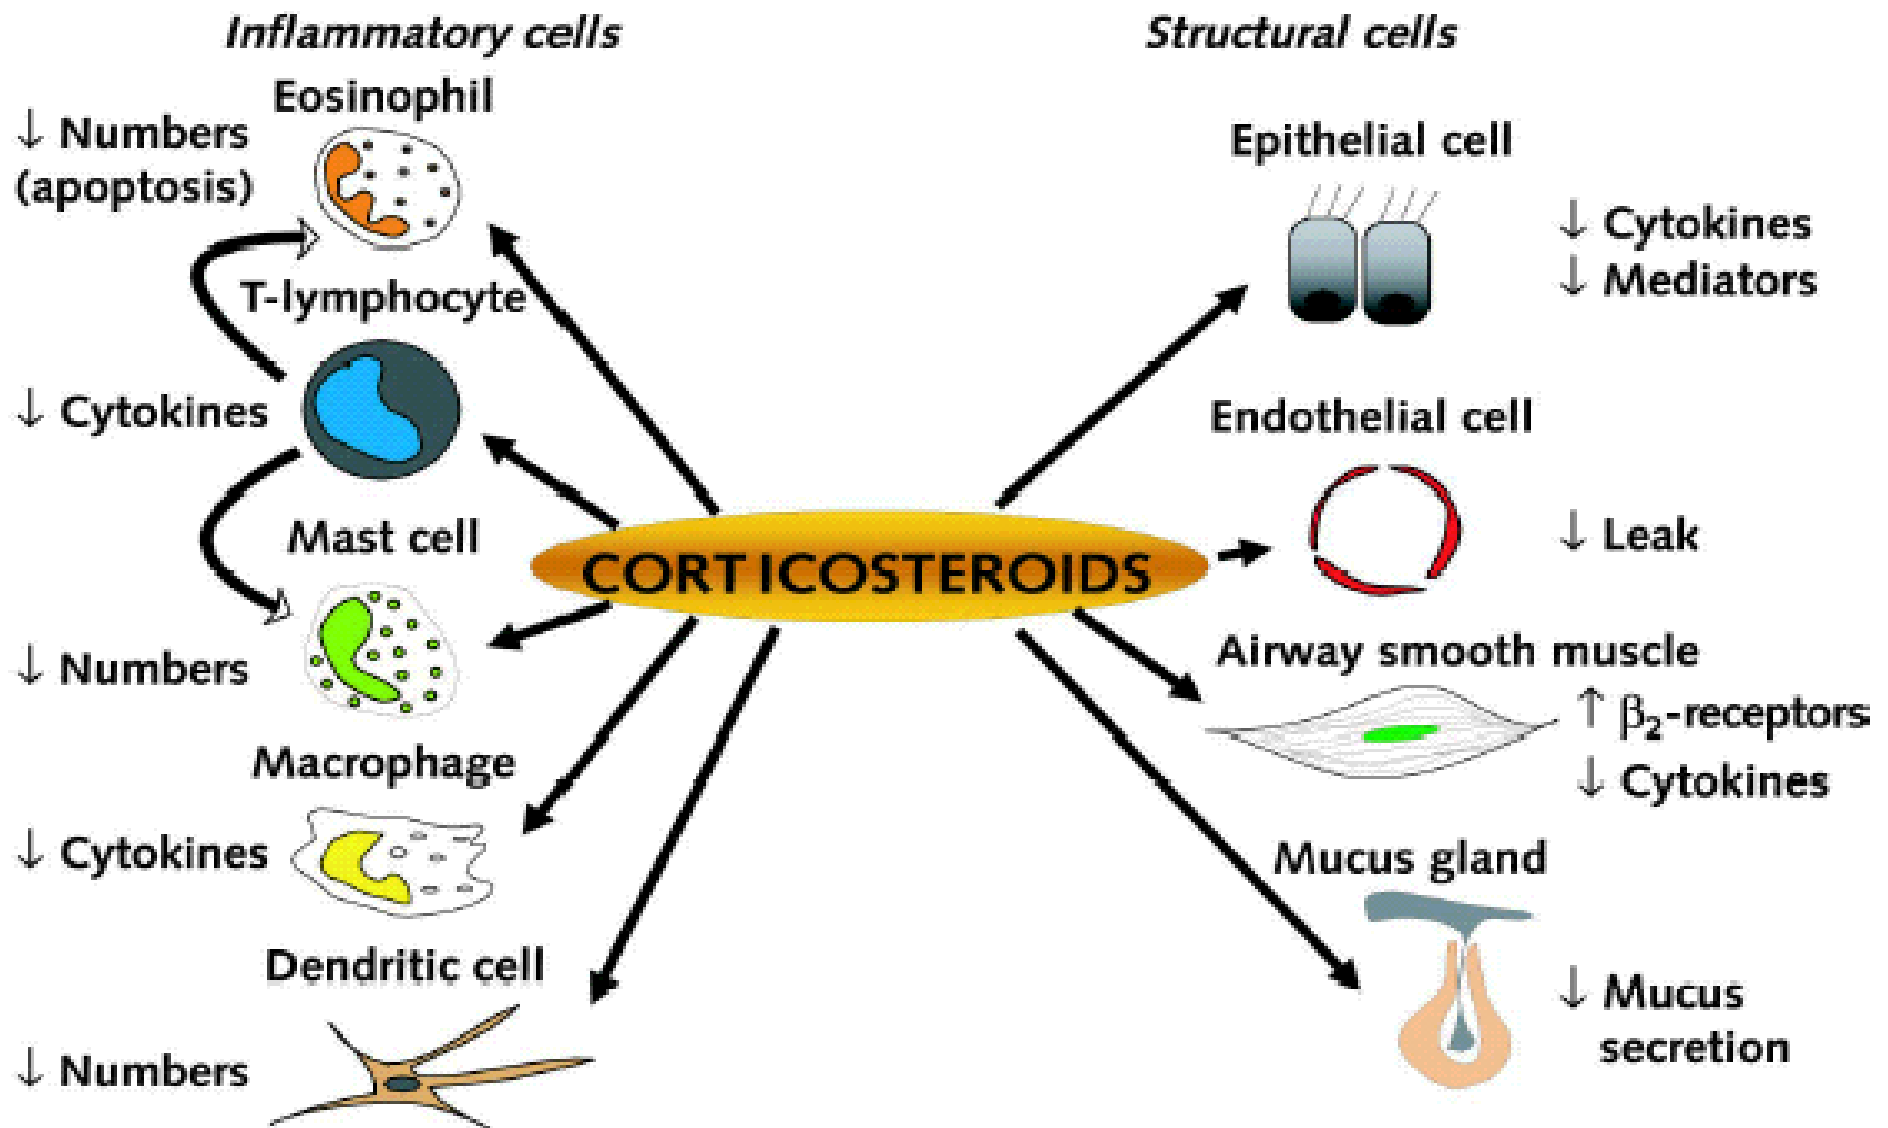 Inflammatory cells
Eosinophil
↓ Numbers
(apoptosis)
T-lymphocyte
↓ Cytokines
Mast cell
↓ Numbers
Macrophage
↓ Cytokines
Dendritic cell
↓ Numbers
CORTICOSTEROIDS
Structural cells
Epithelial cell
↓ Cytokines
↓ Mediators
Endothelial cell
↓ Leak
Airway smooth muscle
↑ β₂-receptors
↓ Cytokines
Mucus gland
↓ Mucus
secretion